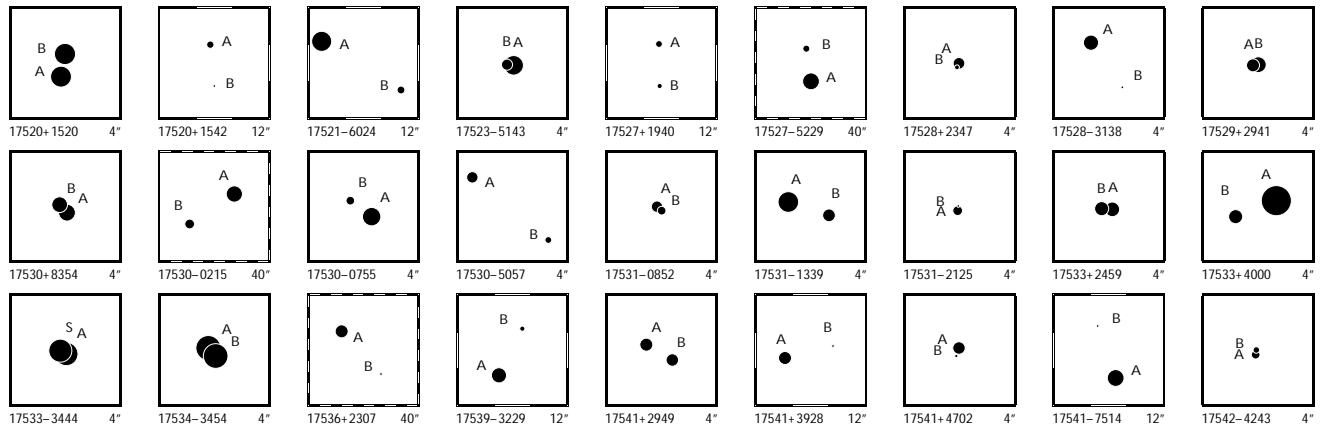 B
A
17520+1520 4″
A
B
17520+1542 12″
A
B
17521−6024 12″
B A
17523−5143 4″
A
B
17527+1940 12″
B
A
17527−5229 40″
A
B
17528+2347 4″
A
B
17528−3138 4″
A B
17529+2941 4″
B
A
17530+8354 4″
A
B
17530−0215 40″
B
A
17530−0755 4″
A
B
17530−5057 4″
A
B
17531−0852 4″
A
B
17531−1339 4″
B
A
17531−2125 4″
B A
17533+2459 4″
A
B
17533+4000 4″
S
A
17533−3444 4″
A
B
17534−3454 4″
A
B
17536+2307 40″
B
A
17539−3229 12″
A
B
17541+2949 4″
B
A
17541+3928 12″
A
B
17541+4702 4″
B
A
17541−7514 12″
B
A
17542−4243 4″